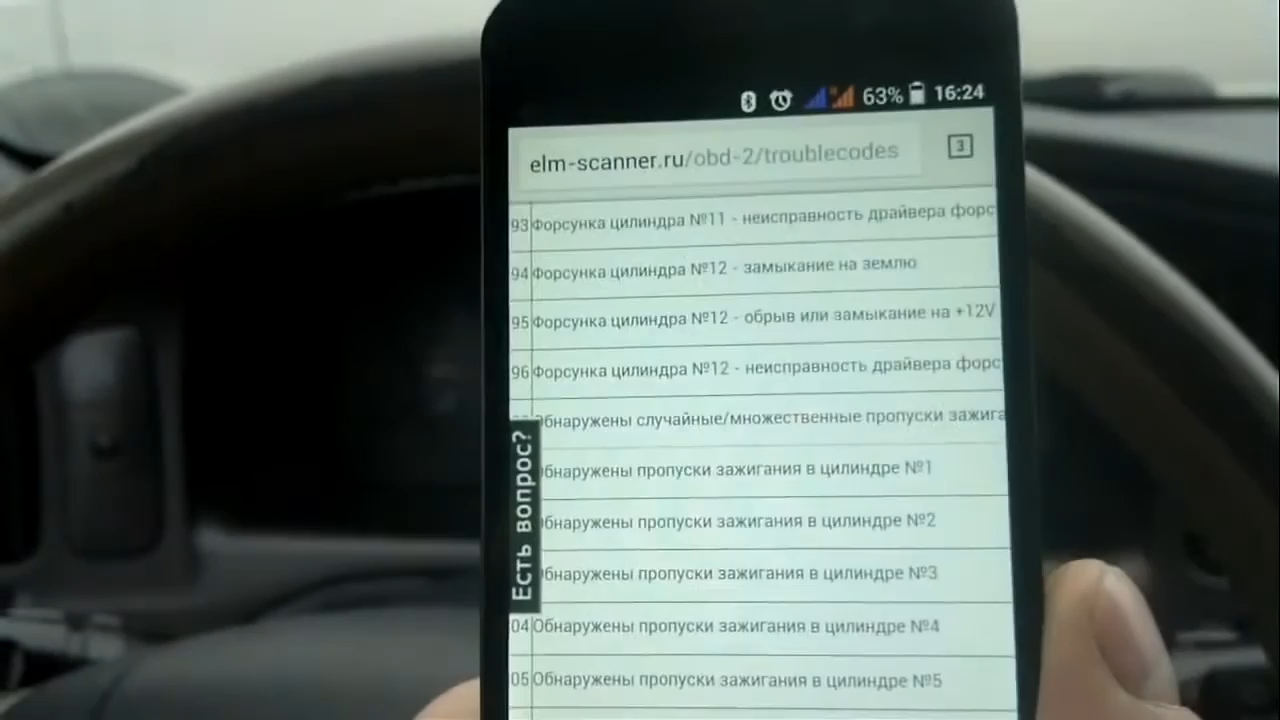 63% 16:24
elm-scanner.ru/obd-2/troublecodes
3
93 Форсунка цилиндра №11 - неисправность драйвера форс
94 Форсунка цилиндра №12 - замыкание на землю
95 Форсунка цилиндра №12 - обрыв или замыкание на +12V
96 Форсунка цилиндра №12 - неисправность драйвера форс
Обнаружены случайные/множественные пропуски зажига
Обнаружены пропуски зажигания в цилиндре №1
Обнаружены пропуски зажигания в цилиндре №2
Обнаружены пропуски зажигания в цилиндре №3
04 Обнаружены пропуски зажигания в цилиндре №4
05 Обнаружены пропуски зажигания в цилиндре №5
Есть вопрос?